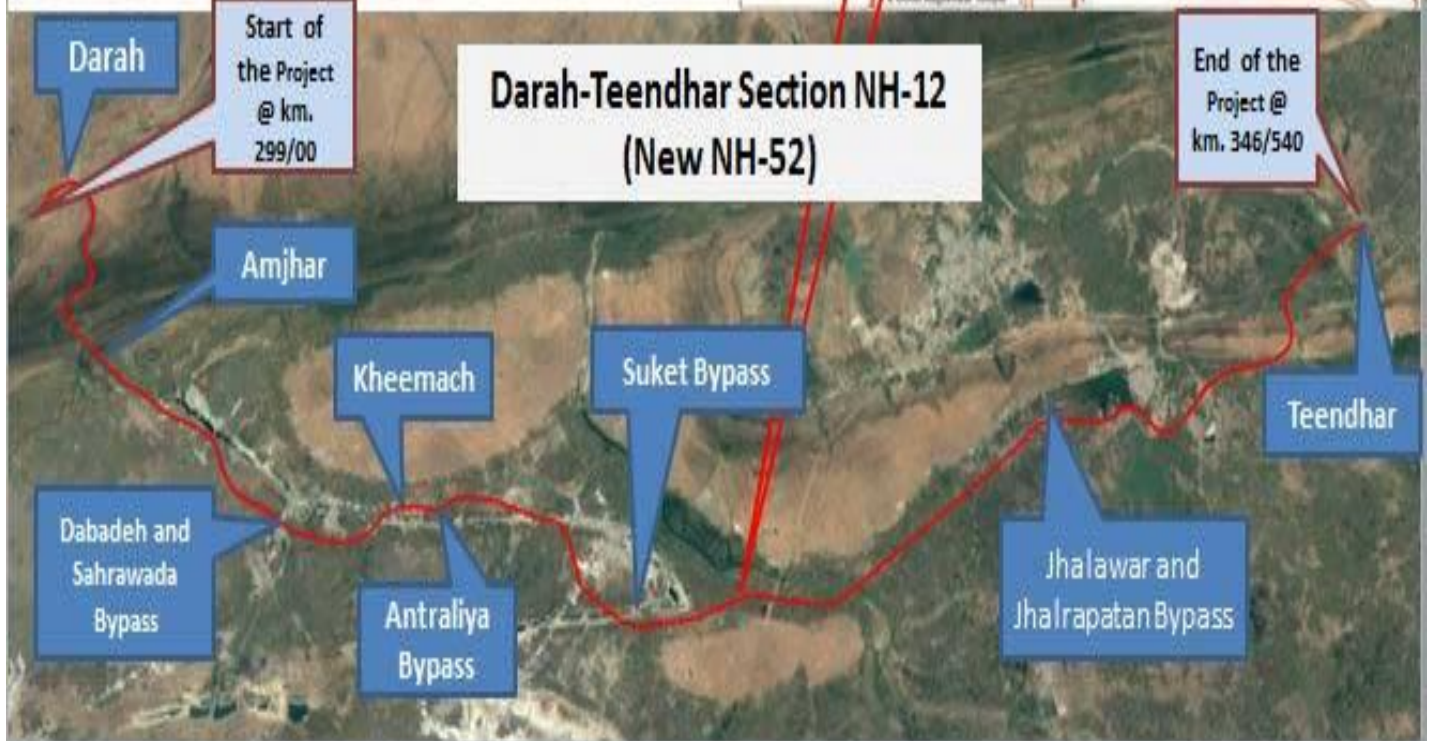 Darah
Start of
the Project
@ km.
299/00
Darah-Teendhar Section NH-12
(New NH-52)
End of the
Project @
km. 346/540
Amjhar
Kheemach
Suket Bypass
Teendhar
Dabadeh and
Sahrawada
Bypass
Antraliya
Bypass
Jhalawar and
Jhalrapatan Bypass